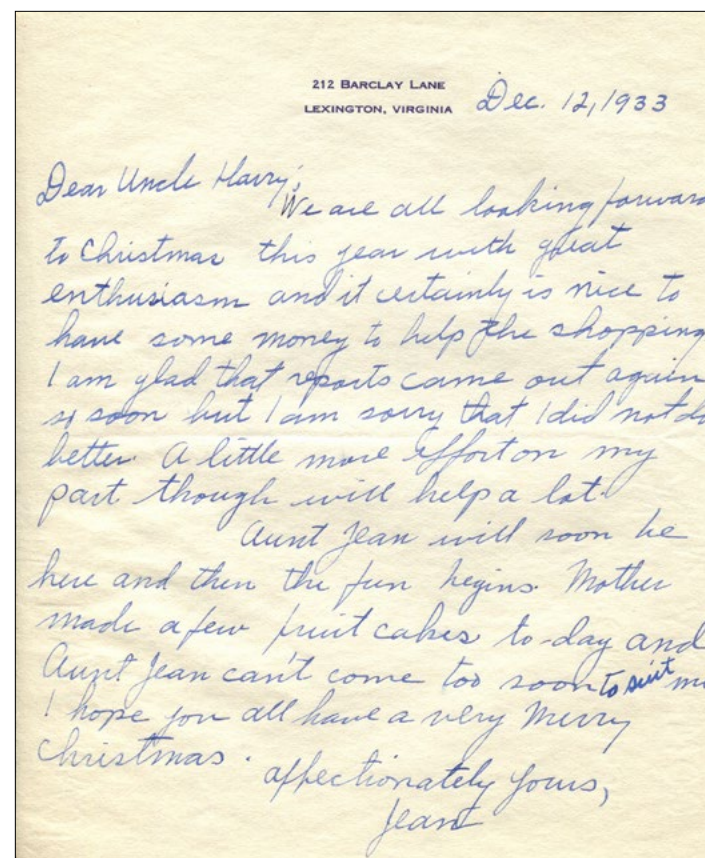 212 BARCLAY LANE
LEXINGTON, VIRGINIA
Dec. 12, 1933
Dear Uncle Harry,
We are all looking forward
to Christmas this year with great
enthusiasm and it certainly is nice to
have some money to help the shopping
I am glad that reports came out again
so soon but I am sorry that I did not do
better. A little more effort on my
part though will help a lot.
Aunt Jean will soon be
here and then the fun begins. Mother
made a few fruit cakes to-day and
Aunt Jean can't come too soon to suit me
I hope you all have a very Merry
Christmas.
affectionately yours,
Jean